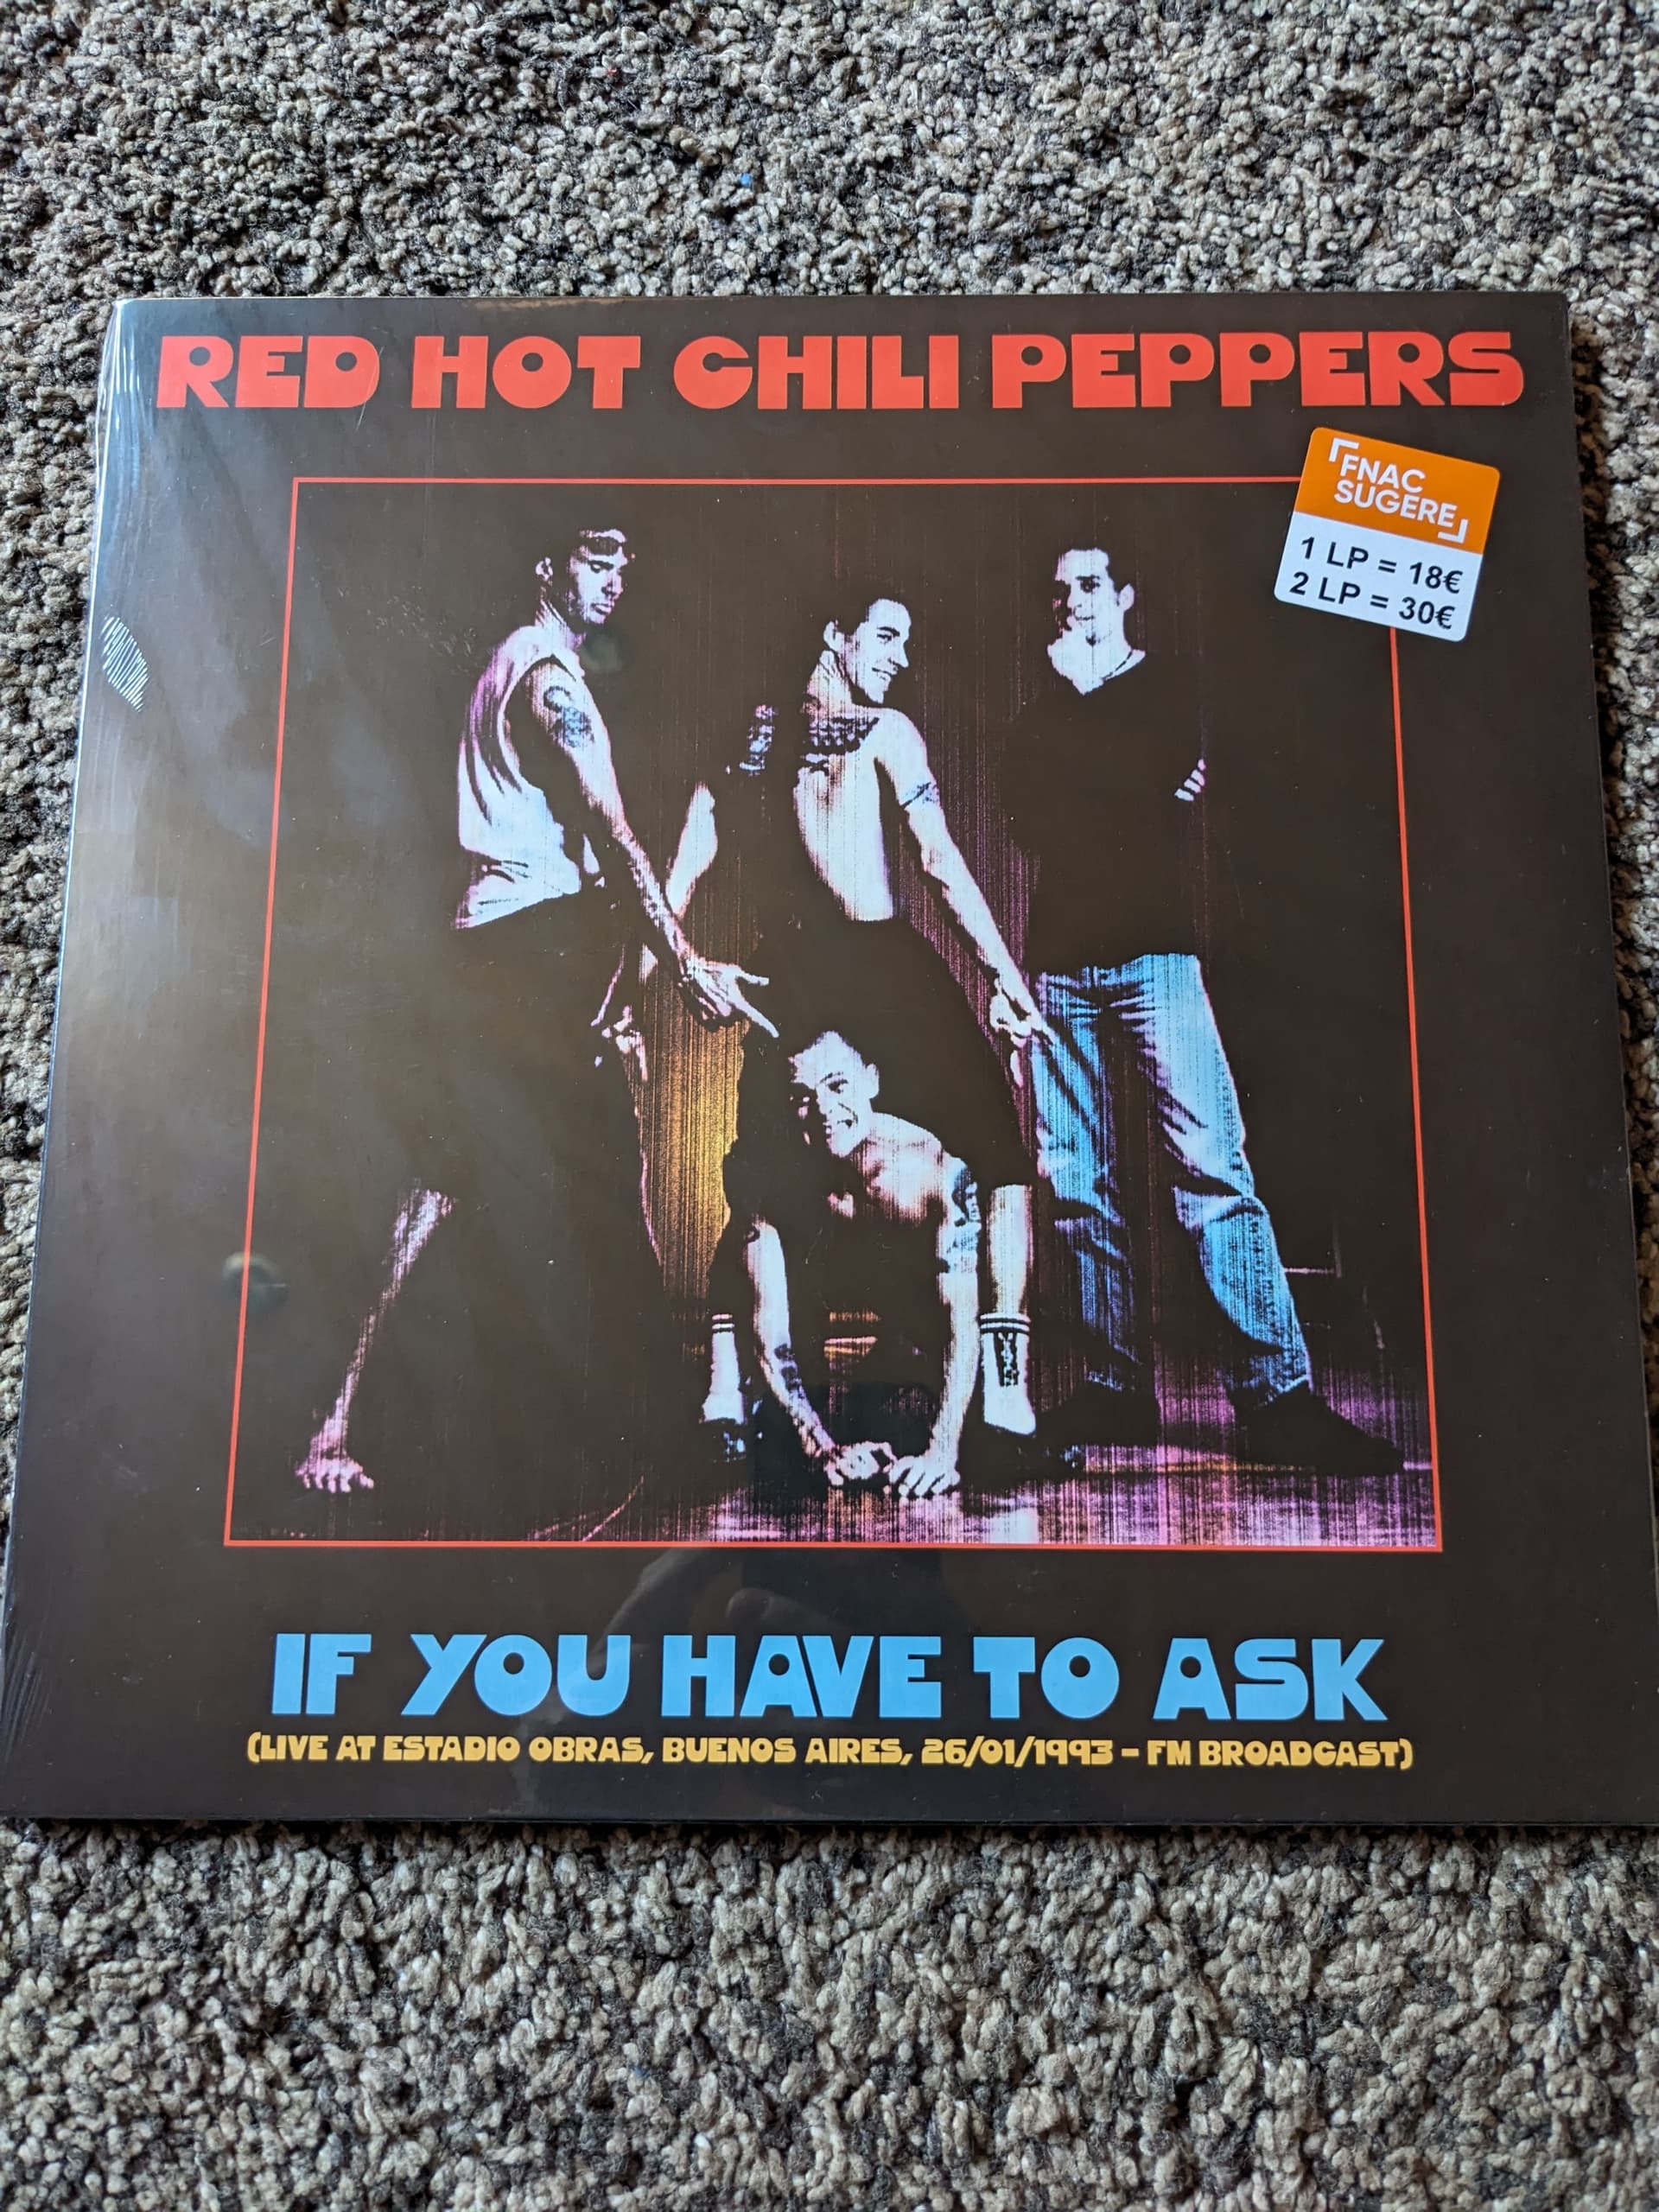 RED HOT CHILI PEPPERS
FNAC
SUGERE
1 LP = 18€
2 LP = 30€
IF YOU HAVE TO ASK
(LIVE AT ESTADIO OBRAS, BUENOS AIRES, 26/01/1993 – FM BROADCAST)